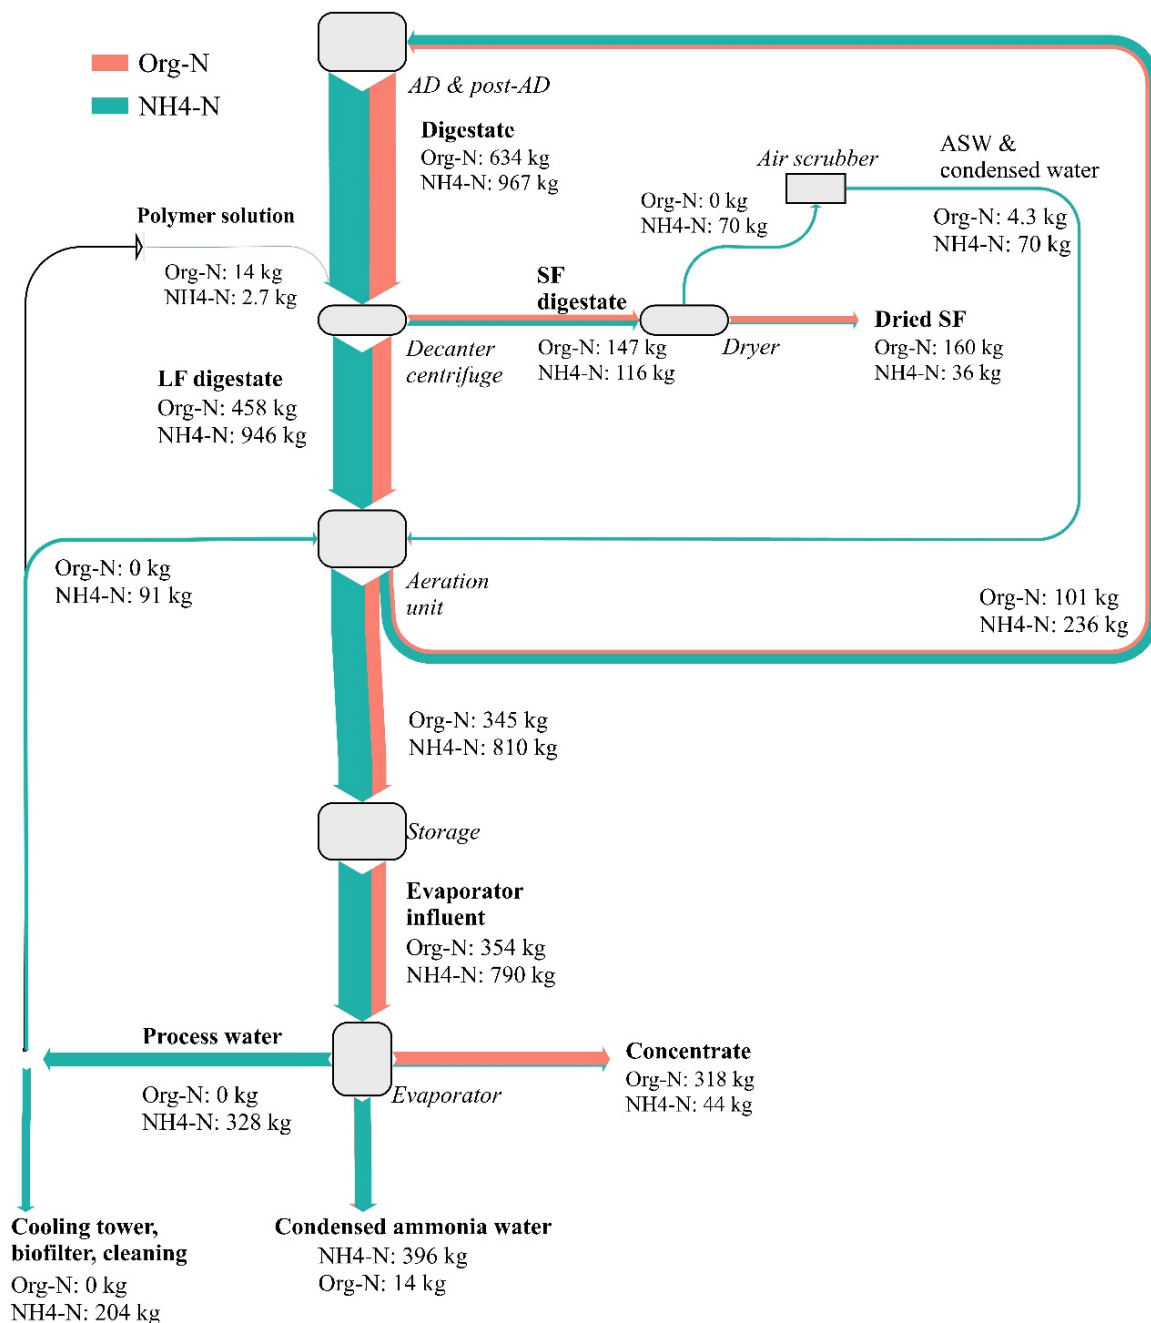 Org-N
NH4-N
AD & post-AD
Digestate
Org-N: 634 kg
NH4-N: 967 kg
Air scrubber
ASW &
condensed water
Org-N: 0 kg
NH4-N: 70 kg
Org-N: 4.3 kg
NH4-N: 70 kg
Polymer solution
Org-N: 14 kg
NH4-N: 2.7 kg
SF
digestate
Org-N: 147 kg
NH4-N: 116 kg
Decanter
centrifuge
Dryer
Dried SF
Org-N: 160 kg
NH4-N: 36 kg
LF digestate
Org-N: 458 kg
NH4-N: 946 kg
Org-N: 0 kg
NH4-N: 91 kg
Aeration
unit
Org-N: 101 kg
NH4-N: 236 kg
Org-N: 345 kg
NH4-N: 810 kg
Storage
Evaporator
influent
Org-N: 354 kg
NH4-N: 790 kg
Process water
Org-N: 0 kg
NH4-N: 328 kg
Evaporator
Concentrate
Org-N: 318 kg
NH4-N: 44 kg
Cooling tower,
biofilter, cleaning
Org-N: 0 kg
NH4-N: 204 kg
Condensed ammonia water
NH4-N: 396 kg
Org-N: 14 kg